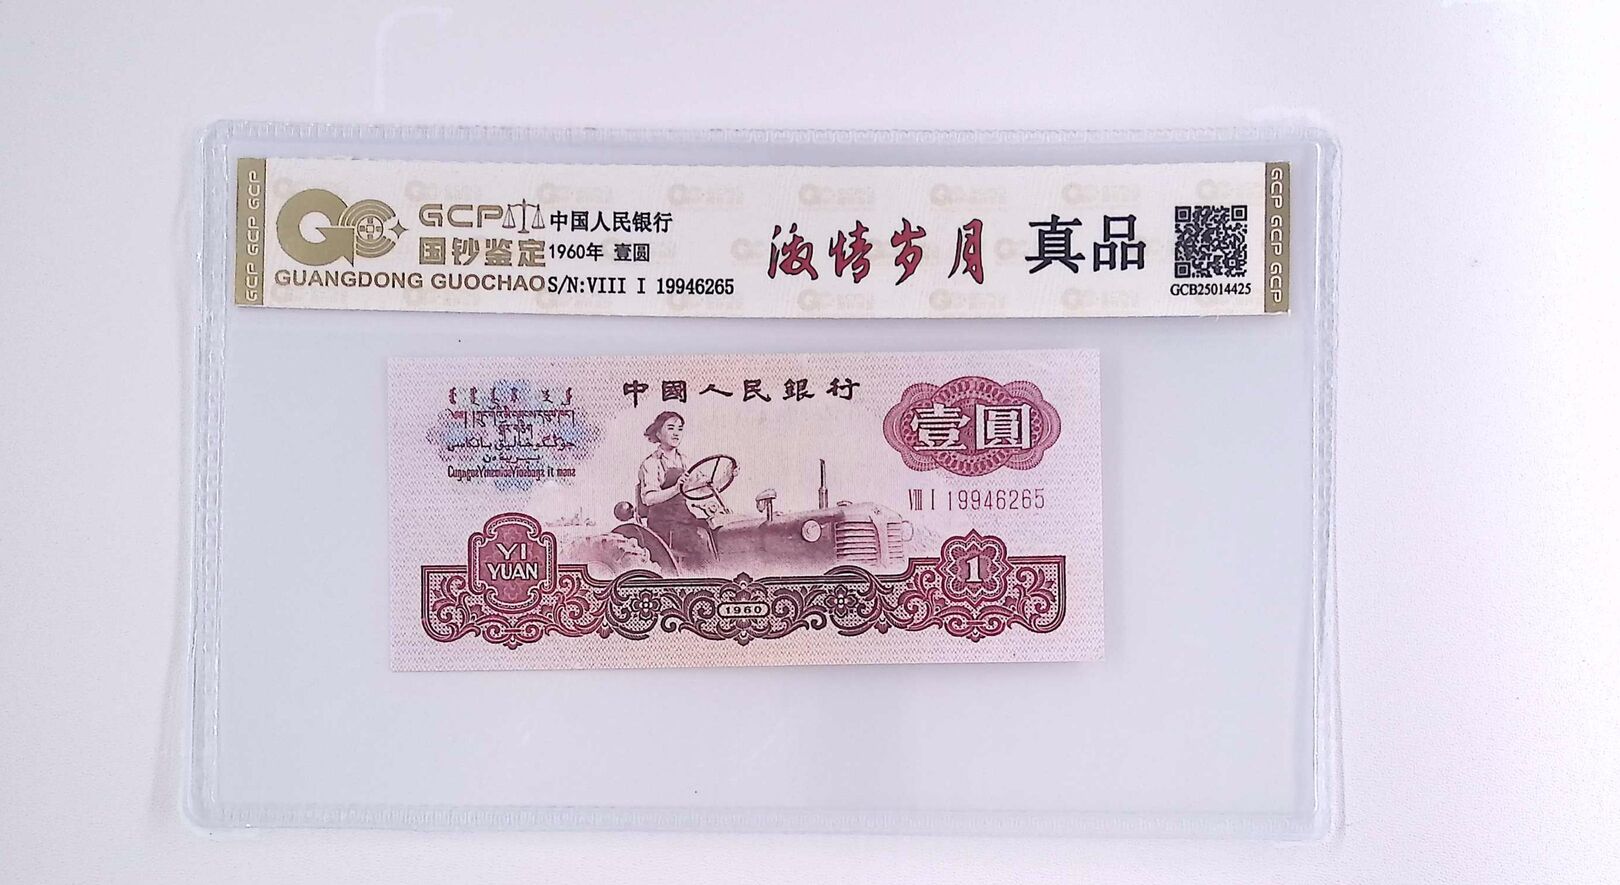 GCP GCP GCP
GCP
国钞鉴定
GUANGDONG GUOCHAO
中国人民银行
1960年 壹圆
S/N:VIII I 19946265
激情岁月
真品
GCB25014425
GCP GCP GCP
中國人民銀行
壹圓
VIII I 19946265
YI
YUAN
1960
1